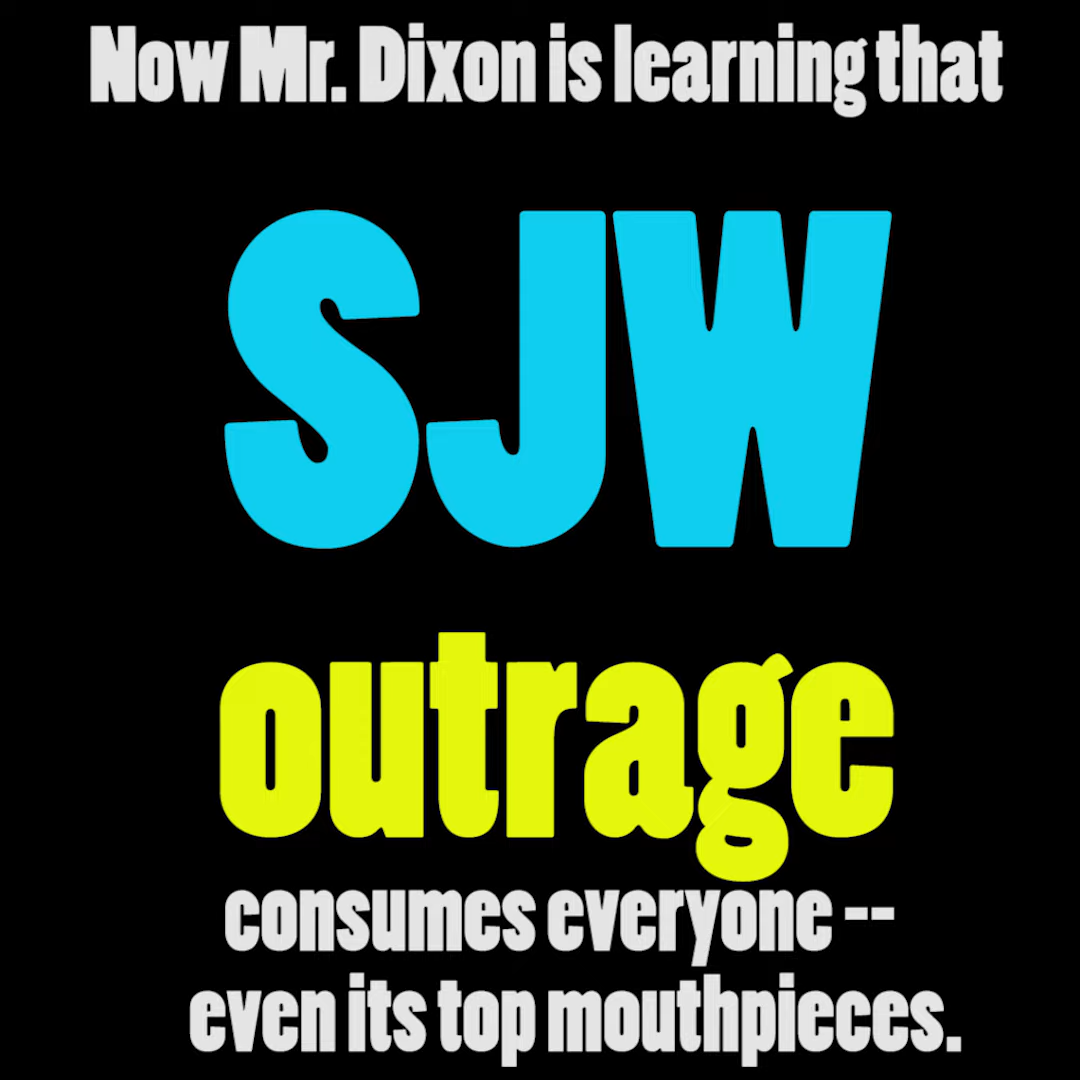 Now Mr. Dixon is learning that
SJW
outrage
consumes everyone --
even its top mouthpieces.